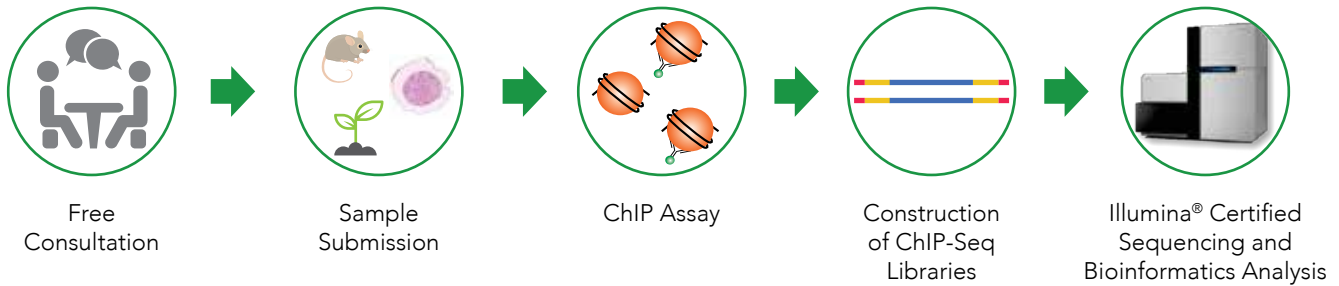 Free
Consultation
Sample
Submission
ChIP Assay
Construction
of ChIP-Seq
Libraries
Illumina® Certified
Sequencing and
Bioinformatics Analysis